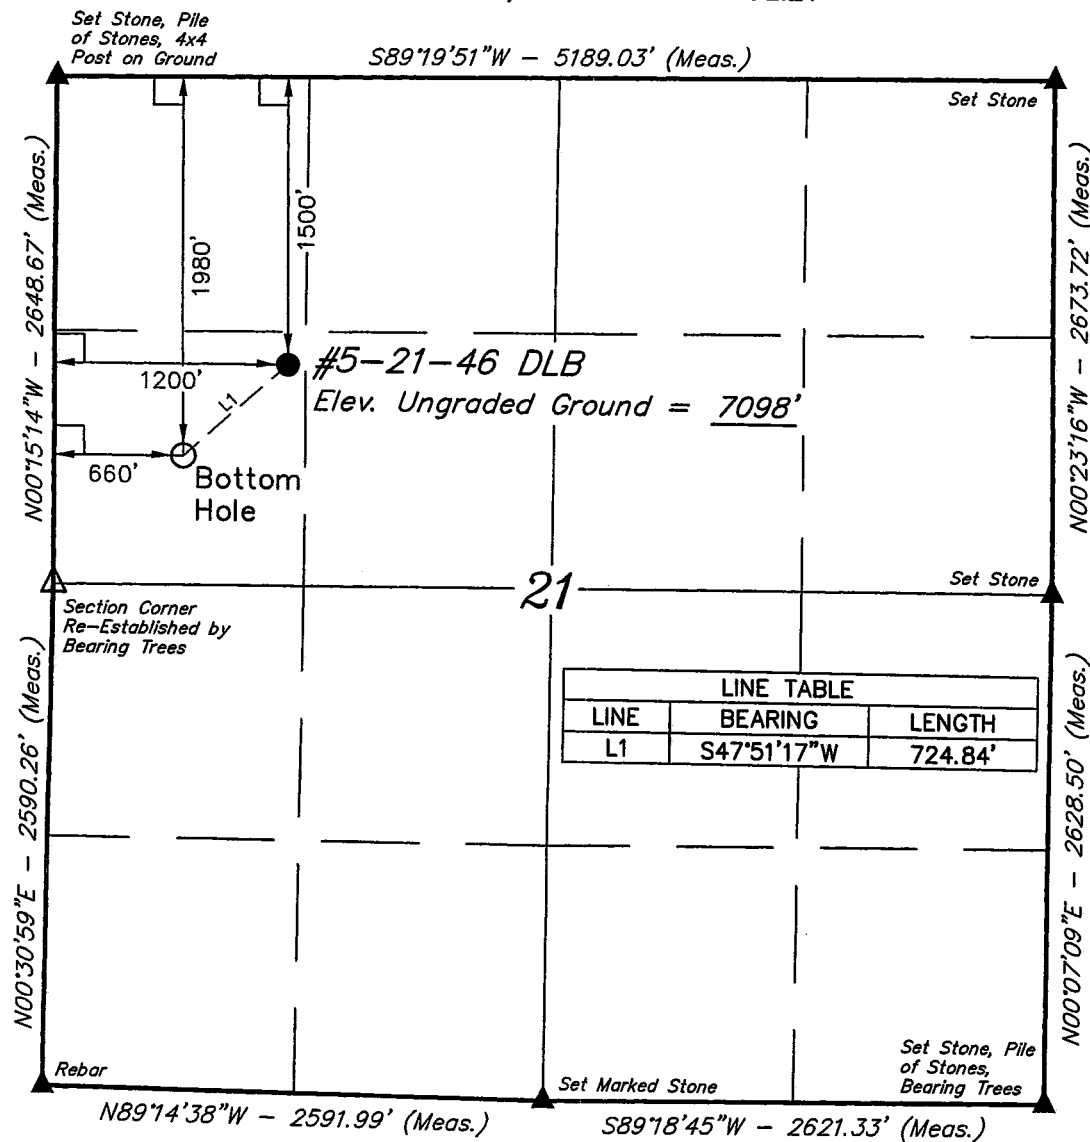 Set Stone, Pile
of Stones, 4x4
Post on Ground
S89°19'51"W - 5189.03' (Meas.)
Set Stone
N00°15'14"W - 2648.67' (Meas.)
N00°23'16"W - 2673.72' (Meas.)
1980'
1500'
1200'
L1
#5-21-46 DLB
Elev. Ungraded Ground = 7098'
660'
Bottom
Hole
21
Set Stone
Section Corner
Re-Established by
Bearing Trees
LINE TABLE
LINE BEARING LENGTH
L1 S47°51'17"W 724.84'
N00°30'59"E - 2590.26' (Meas.)
N00°07'09"E - 2628.50' (Meas.)
Rebar
Set Marked Stone
Set Stone, Pile
of Stones,
Bearing Trees
N89°14'38"W - 2591.99' (Meas.)
S89°18'45"W - 2621.33' (Meas.)